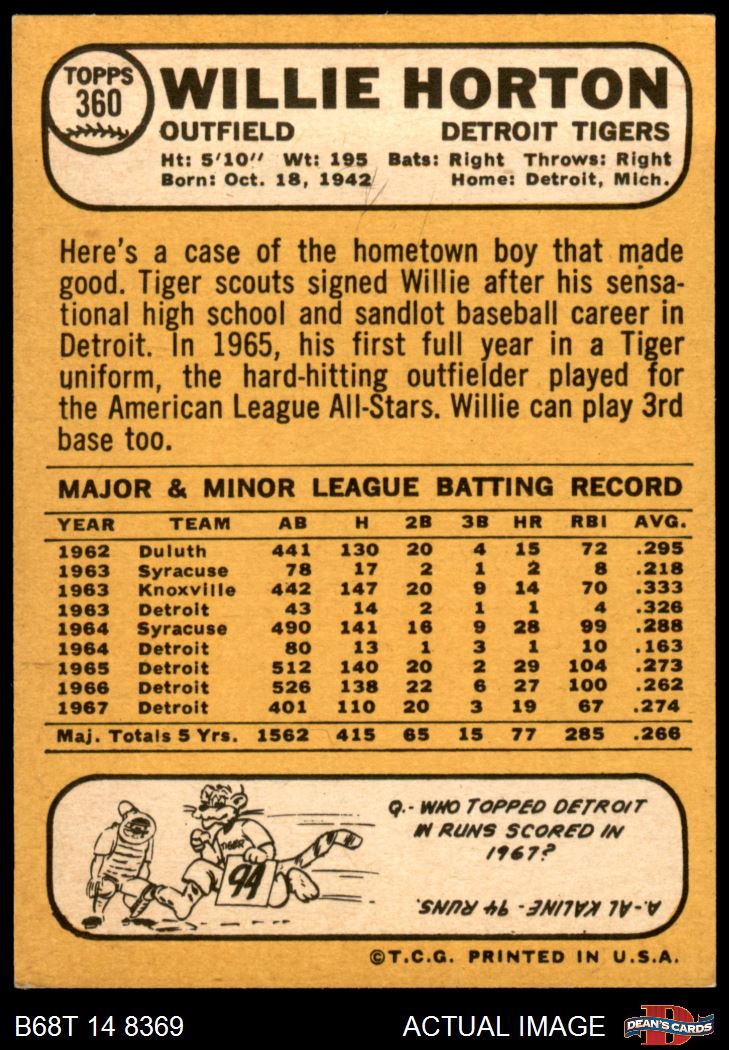 TOPPS
360
WILLIE HORTON
OUTFIELD DETROIT TIGERS
Ht: 5'10" Wt: 195 Bats: Right Throws: Right
Born: Oct. 18, 1942 Home: Detroit, Mich.
Here's a case of the hometown boy that made
good. Tiger scouts signed Willie after his sensa-
tional high school and sandlot baseball career in
Detroit. In 1965, his first full year in a Tiger
uniform, the hard-hitting outfielder played for
the American League All-Stars. Willie can play 3rd
base too.
MAJOR & MINOR LEAGUE BATTING RECORD
YEAR TEAM AB H 2B 3B HR RBI AVG.
1962 Duluth 441 130 20 4 15 72 .295
1963 Syracuse 78 17 2 1 2 8 .218
1963 Knoxville 442 147 20 9 14 70 .333
1963 Detroit 43 14 2 1 1 4 .326
1964 Syracuse 490 141 16 9 28 99 .288
1964 Detroit 80 13 1 3 1 10 .163
1965 Detroit 512 140 20 2 29 104 .273
1966 Detroit 526 138 22 6 27 100 .262
1967 Detroit 401 110 20 3 19 67 .274
Maj. Totals 5 Yrs. 1562 415 65 15 77 285 .266
TIGER
94
Q.- WHO TOPPED DETROIT
IN RUNS SCORED IN
1967?
A-AL KALINE - 94 RUNS.
©T.C.G. PRINTED IN U.S.A.
B68T 14 8369 ACTUAL IMAGE
DEAN'S CARDS